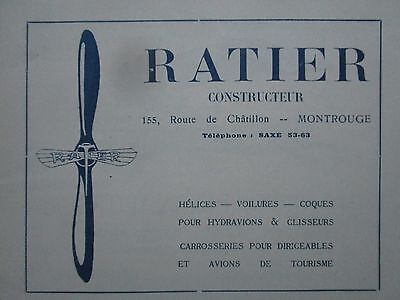 RATIER
CONSTRUCTEUR
155, Route de Châtillon -- MONTROUGE
Téléphone : SAXE 53-63
RATIER
HÉLICES — VOILURES — COQUES
POUR HYDRAVIONS & GLISSEURS
CARROSSERIES POUR DIRIGEABLES
ET AVIONS DE TOURISME